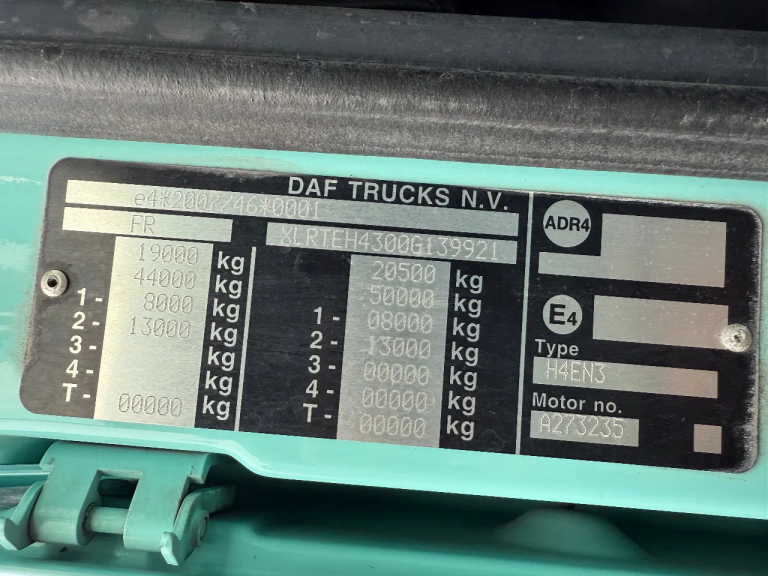 DAF TRUCKS N.V.
e4*2007/46*0001
FR XLRTEH4300G139921
19000 kg 20500 kg
44000 kg 50000 kg
1- 8000 kg 1- 08000 kg
2- 13000 kg 2- 13000 kg
3- kg 3- 00000 kg
4- kg 4- 00000 kg
T- 00000 kg T- 00000 kg
ADR4
E4
Type
H4EN3
Motor no.
A273235